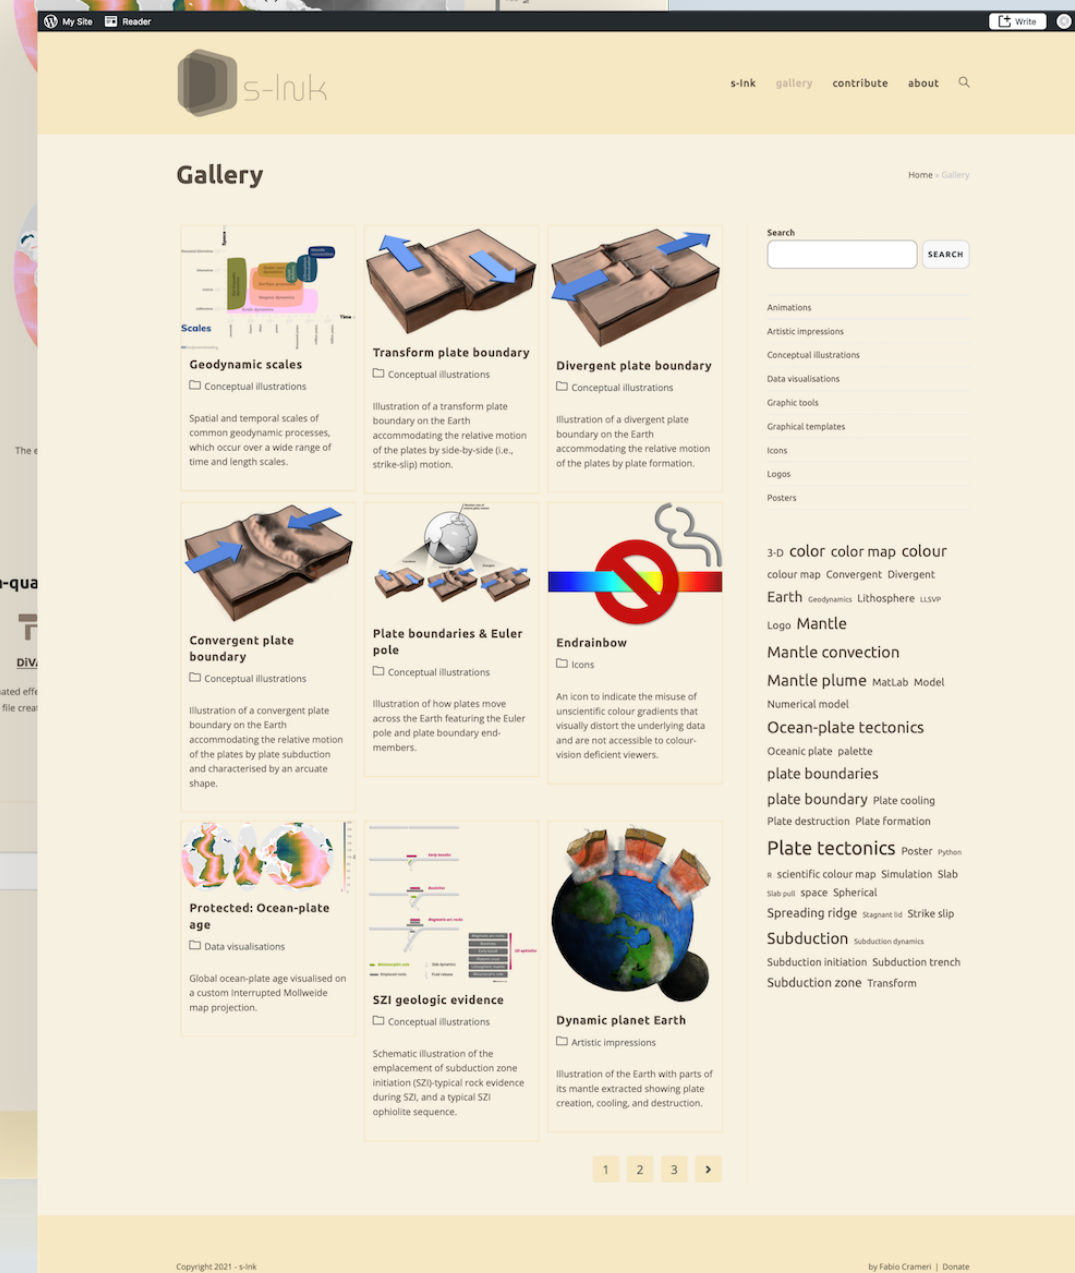 My Site
Reader
Write
s-Ink
s-Ink
gallery
contribute
about
Gallery
Home » Gallery
Space
Time
Scales
Geodynamic scales
Conceptual illustrations
Spatial and temporal scales of
common geodynamic processes,
which occur over a wide range of
time and length scales.
Transform plate boundary
Conceptual illustrations
Illustration of a transform plate
boundary on the Earth
accommodating the relative motion
of the plates by side-by-side (i.e.,
strike-slip) motion.
Divergent plate boundary
Conceptual illustrations
Illustration of a divergent plate
boundary on the Earth
accommodating the relative motion
of the plates by plate formation.
Convergent plate
boundary
Conceptual illustrations
Illustration of a convergent plate
boundary on the Earth
accommodating the relative motion
of the plates by plate subduction
and characterised by an arcuate
shape.
Plate boundaries & Euler
pole
Conceptual illustrations
Illustration of how plates move
across the Earth featuring the Euler
pole and plate boundary end-
members.
Endrainbow
Icons
An icon to indicate the misuse of
unscientific colour gradients that
visually distort the underlying data
and are not accessible to colour-
vision deficient viewers.
Protected: Ocean-plate
age
Data visualisations
Global ocean-plate age visualised on
a custom Interrupted Mollweide
map projection.
SZI geologic evidence
Conceptual illustrations
Schematic illustration of the
emplacement of subduction zone
initiation (SZI)-typical rock evidence
during SZI, and a typical SZI
ophiolite sequence.
Dynamic planet Earth
Artistic impressions
Illustration of the Earth with parts of
its mantle extracted showing plate
creation, cooling, and destruction.
1
2
3
Search
SEARCH
Animations
Artistic impressions
Conceptual illustrations
Data visualisations
Graphic tools
Graphical templates
Icons
Logos
Posters
3-D color color map colour
colour map Convergent Divergent
Earth Geodynamics Lithosphere LLSVP
Logo Mantle
Mantle convection
Mantle plume MatLab Model
Numerical model
Ocean-plate tectonics
Oceanic plate palette
plate boundaries
plate boundary Plate cooling
Plate destruction Plate formation
Plate tectonics Poster Python
R scientific colour map Simulation Slab
Slab pull space Spherical
Spreading ridge Stagnant lid Strike slip
Subduction Subduction dynamics
Subduction initiation Subduction trench
Subduction zone Transform
The e
-qua
DiV
ated effe
file crea
Copyright 2021 - s-Ink
by Fabio Crameri | Donate